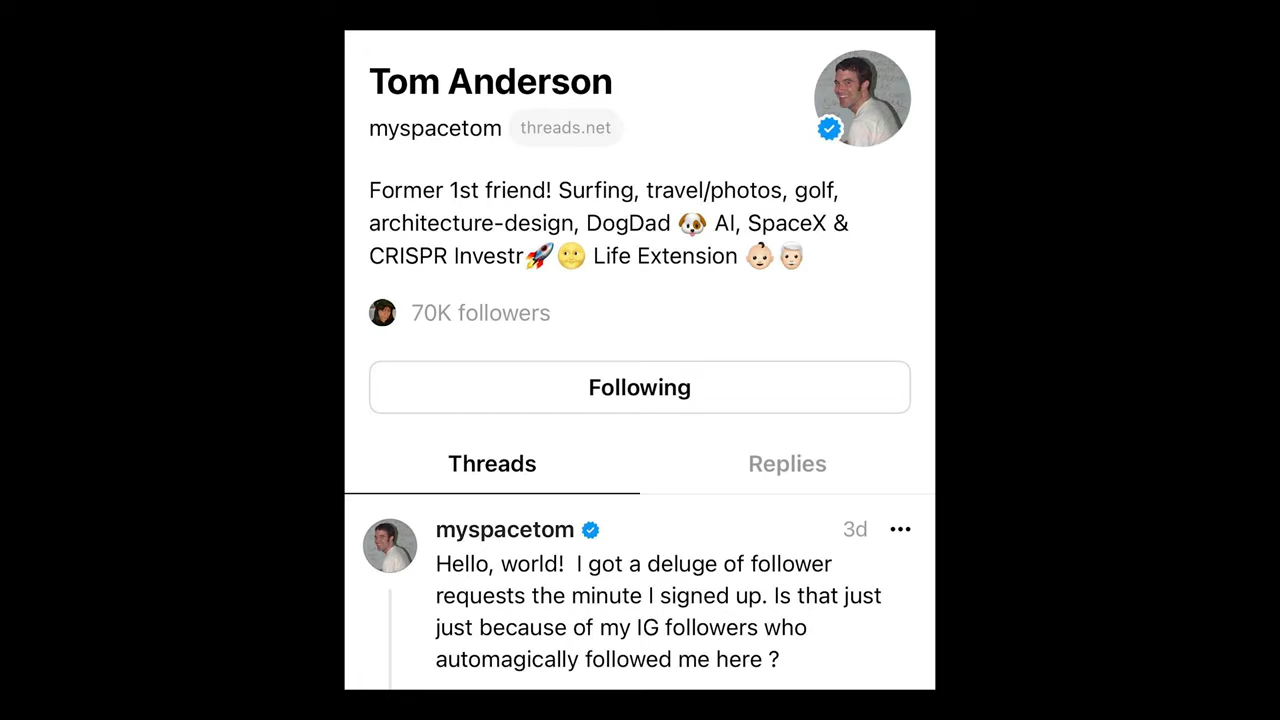 Tom Anderson
myspacetom threads.net
Former 1st friend! Surfing, travel/photos, golf,
architecture-design, DogDad 🐶 AI, SpaceX &
CRISPR Investr🚀🌝 Life Extension 👶🏻👨🏻‍🦳
70K followers
Following
Threads Replies
myspacetom 3d
Hello, world!  I got a deluge of follower
requests the minute I signed up. Is that just
just because of my IG followers who
automagically followed me here ?